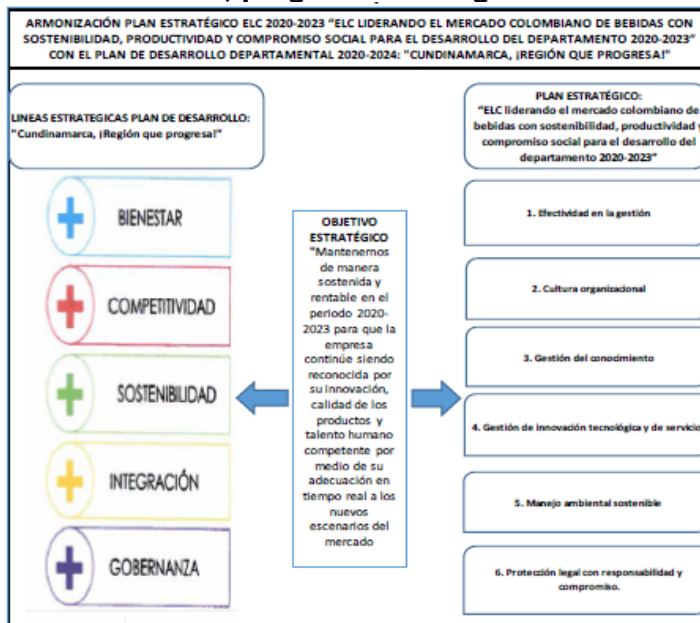 ARMONIZACIÓN PLAN ESTRATÉGICO ELC 2020-2023 “ELC LIDERANDO EL MERCADO COLOMBIANO DE BEBIDAS CON
SOSTENIBILIDAD, PRODUCTIVIDAD Y COMPROMISO SOCIAL PARA EL DESARROLLO DEL DEPARTAMENTO 2020-2023”
CON EL PLAN DE DESARROLLO DEPARTAMENTAL 2020-2024: "CUNDINAMARCA, ¡REGIÓN QUE PROGRESA!"
LINEAS ESTRATEGICAS PLAN DE DESARROLLO:
"Cundinamarca, ¡Región que progresa!"
BIENESTAR
COMPETITIVIDAD
SOSTENIBILIDAD
INTEGRACIÓN
GOBERNANZA
OBJETIVO
ESTRATÉGICO
"Mantenernos
de manera
sostenida y
rentable en el
periodo 2020-
2023 para que la
empresa
continúe siendo
reconocida por
su innovación,
calidad de los
productos y
talento humano
competente por
medio de su
adecuación en
tiempo real a los
nuevos
escenarios del
mercado
PLAN ESTRATÉGICO:
“ELC liderando el mercado colombiano de
bebidas con sostenibilidad, productividad y
compromiso social para el desarrollo del
departamento 2020-2023”
1. Efectividad en la gestión
2. Cultura organizacional
3. Gestión del conocimiento
4. Gestión de innovación tecnológica y de servicio
5. Manejo ambiental sostenible
6. Protección legal con responsabilidad y
compromiso.